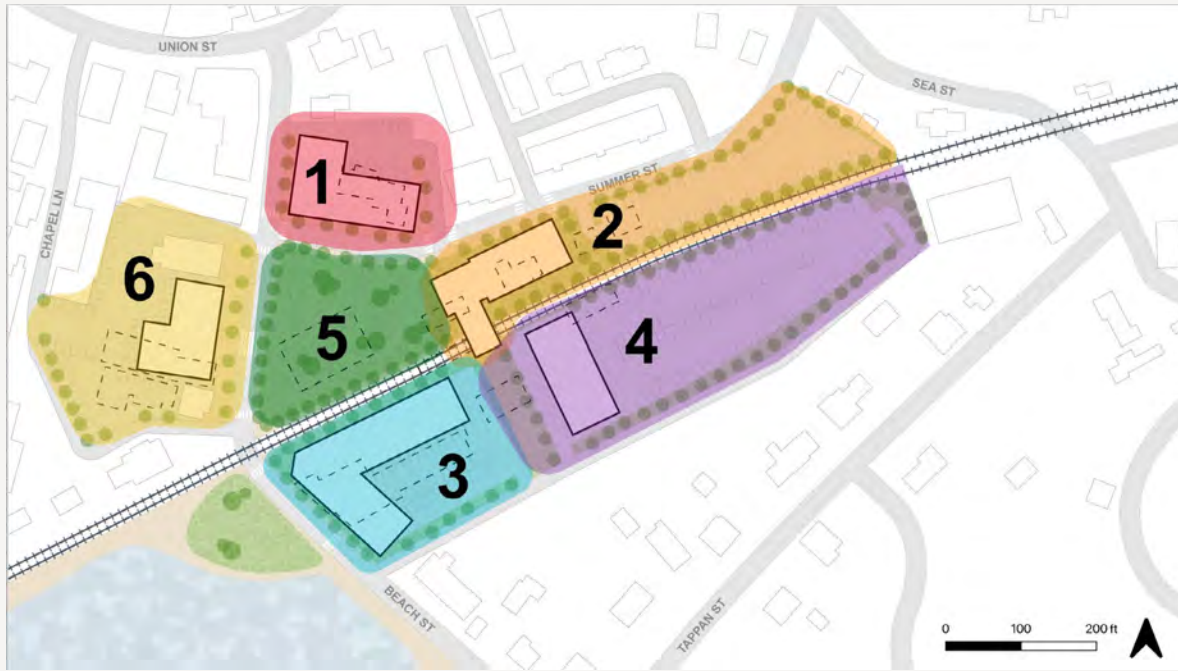 UNION ST
SEA ST
CHAPEL LN
1
SUMMER ST
2
6
5
4
3
BEACH ST
TAPPAN ST
0 100 200 ft